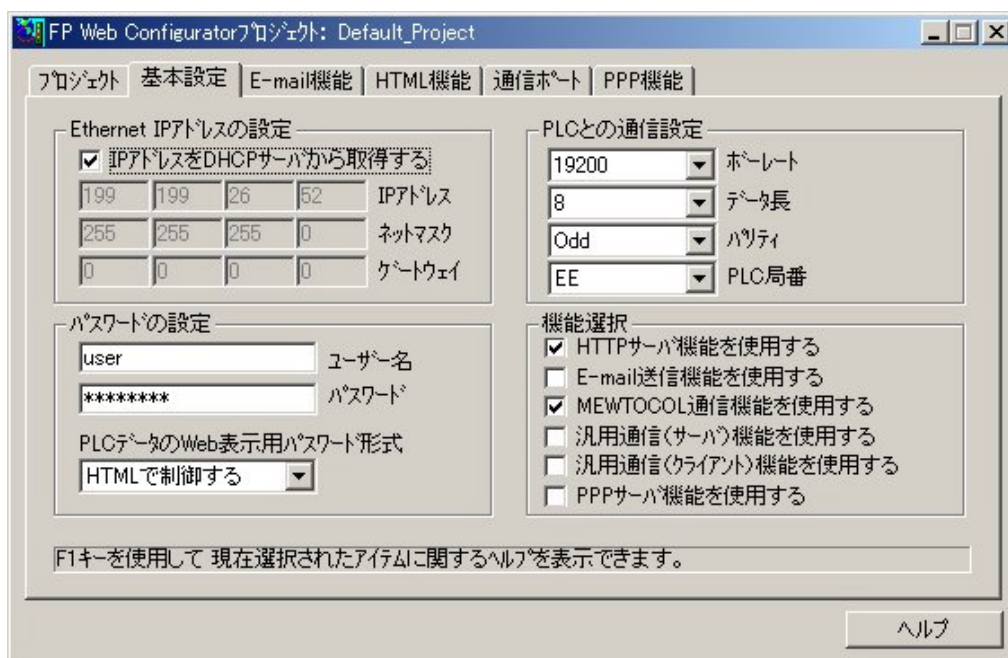 FP Web Configuratorプロジェクト: Default_Project
プロジェクト 基本設定 E-mail機能 HTML機能 通信ポート PPP機能
Ethernet IPアドレスの設定
IPアドレスをDHCPサーバから取得する
199 199 26 52 IPアドレス
255 255 255 0 ネットマスク
0 0 0 0 ゲートウェイ
PLCとの通信設定
19200 ボーレート
8 データ長
Odd パリティ
EE PLC局番
パスワードの設定
user ユーザー名
******** パスワード
PLCデータのWeb表示用パスワード形式
HTMLで制御する
機能選択
HTTPサーバ機能を使用する
E-mail送信機能を使用する
MEWTOCOL通信機能を使用する
汎用通信(サーバ)機能を使用する
汎用通信(クライアント)機能を使用する
PPPサーバ機能を使用する
F1キーを使用して 現在選択されたアイテムに関するヘルプを表示できます。
ヘルプ